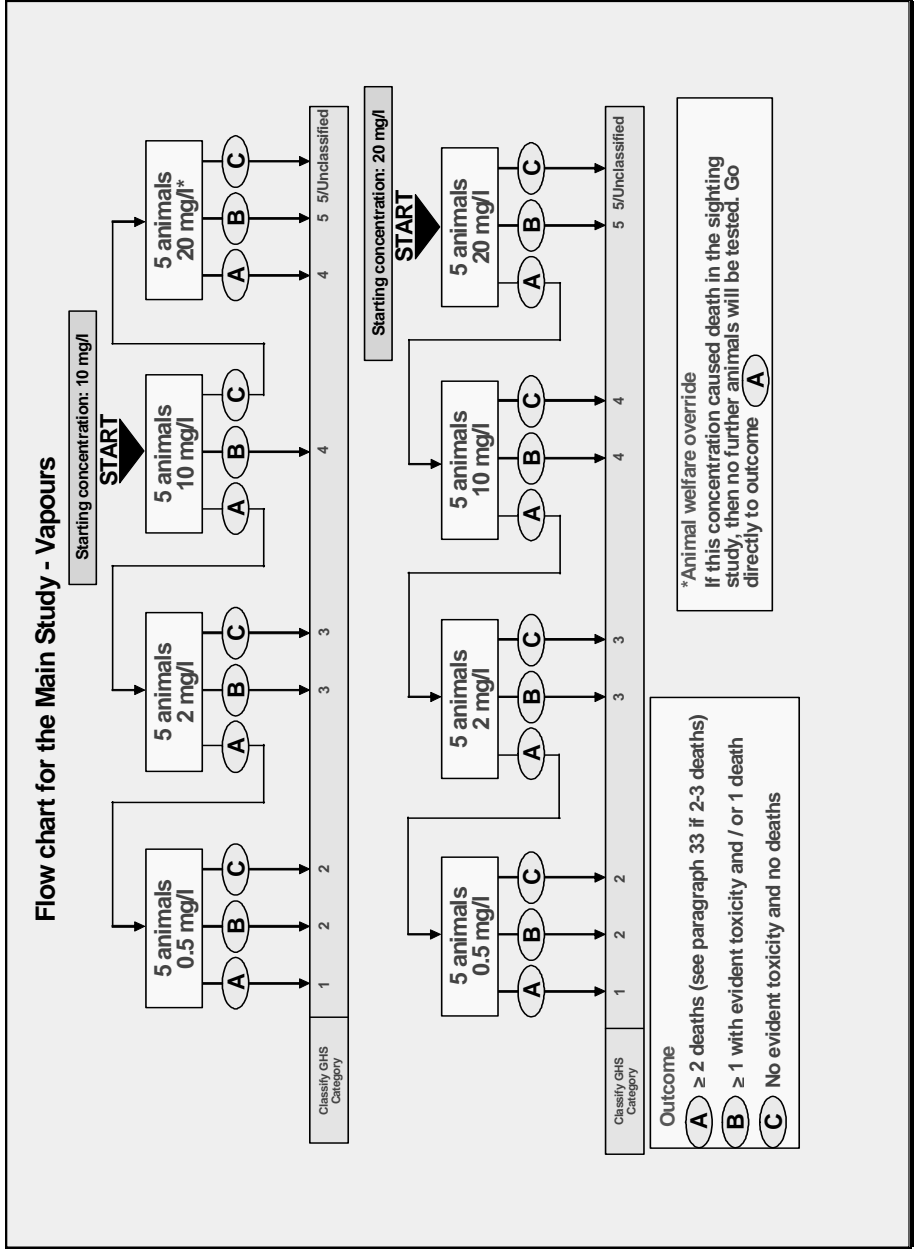 Flow chart for the Main Study - Vapours
Starting concentration: 10 mg/l
START
5 animals
0.5 mg/l
5 animals
2 mg/l
5 animals
10 mg/l
5 animals
20 mg/l*
A B C A B C A B C A B C
Classify GHS
Category
1 2 2 3 3 4 4 5 5/Unclassified
Starting concentration: 20 mg/l
START
5 animals
0.5 mg/l
5 animals
2 mg/l
5 animals
10 mg/l
5 animals
20 mg/l
A B C A B C A B C A B C
Classify GHS
Category
1 2 2 3 3 4 4 5 5/Unclassified
Outcome
A ≥ 2 deaths (see paragraph 33 if 2-3 deaths)
B ≥ 1 with evident toxicity and / or 1 death
C No evident toxicity and no deaths
*Animal welfare override
If this concentration caused death in the sighting
study, then no further animals will be tested. Go
directly to outcome A